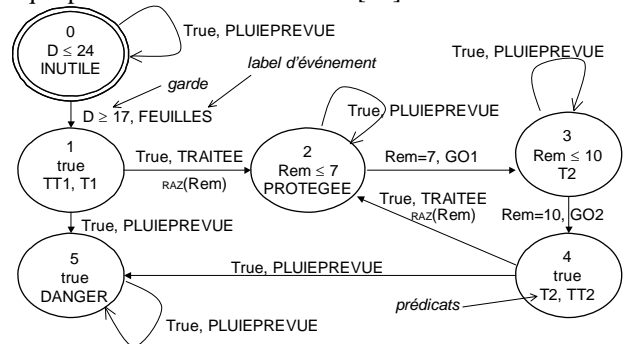 0
D ≤ 24
INUTILE
True, PLUIEPREVUE
garde
label d'événement
D ≥ 17, FEUILLES
True, PLUIEPREVUE
True, PLUIEPREVUE
1
true
TT1, T1
True, TRAITEE
RAZ(Rem)
2
Rem ≤ 7
PROTEGEE
Rem=7, GO1
3
Rem ≤ 10
T2
True, TRAITEE
RAZ(Rem)
Rem=10, GO2
True, PLUIEPREVUE
5
true
DANGER
True, PLUIEPREVUE
4
true
T2, TT2
prédicats
True, PLUIEPREVUE